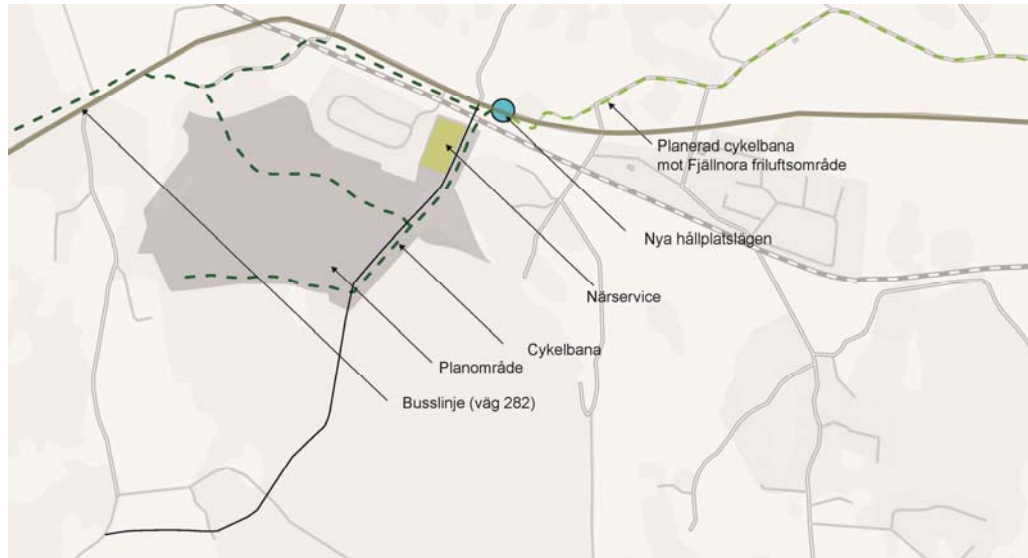 Planerad cykelbana
mot Fjällnora friluftsområde
Nya hållplatslägen
Närservice
Cykelbana
Planområde
Busslinje (väg 282)